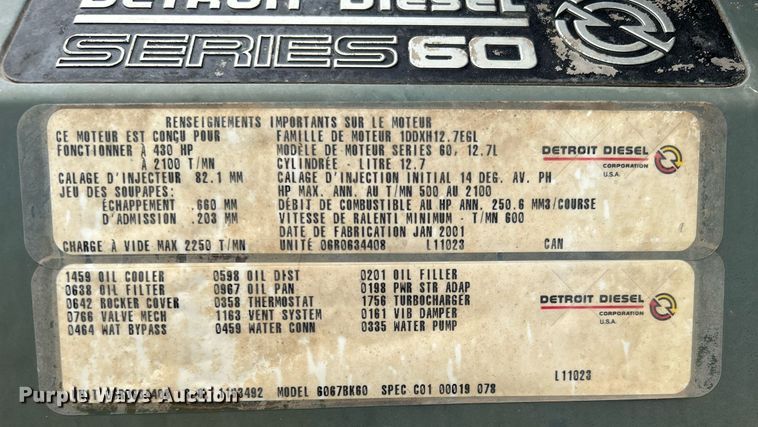 DETROIT DIESEL
SERIES 60
RENSEIGNEMENTS IMPORTANTS SUR LE MOTEUR
CE MOTEUR EST CONÇU POUR FAMILLE DE MOTEUR 1DDXH12.7EGL
FONCTIONNER À 430 HP MODÈLE DE MOTEUR SERIES 60, 12.7L
À 2100 T/MN CYLINDRÉE - LITRE 12.7
CALAGE D'INJECTEUR 82.1 MM CALAGE D'INJECTION INITIAL 14 DEG. AV. PH
JEU DES SOUPAPES: HP MAX. ANN. AU T/MN 500 AU 2100
ÉCHAPPEMENT .660 MM DÉBIT DE COMBUSTIBLE AU HP ANN. 250.6 MM3/COURSE
D'ADMISSION .203 MM VITESSE DE RALENTI MINIMUM - T/MN 600
DATE DE FABRICATION JAN 2001
CHARGE À VIDE MAX 2250 T/MN UNITÉ 06R0634408 L11023 CAN
DETROIT DIESEL
CORPORATION
U.S.A.
1459 OIL COOLER 0598 OIL DFST 0201 OIL FILLER
0638 OIL FILTER 0967 OIL PAN 0198 PWR STR ADAP
0642 ROCKER COVER 0358 THERMOSTAT 1756 TURBOCHARGER
0766 VALVE MECH 1163 VENT SYSTEM 0161 VIB DAMPER
0464 WAT BYPASS 0459 WATER CONN 0335 WATER PUMP
DETROIT DIESEL
CORPORATION
U.S.A.
L11023
MODEL 6067BK60 SPEC C01 00019 078
Purple Wave Auction